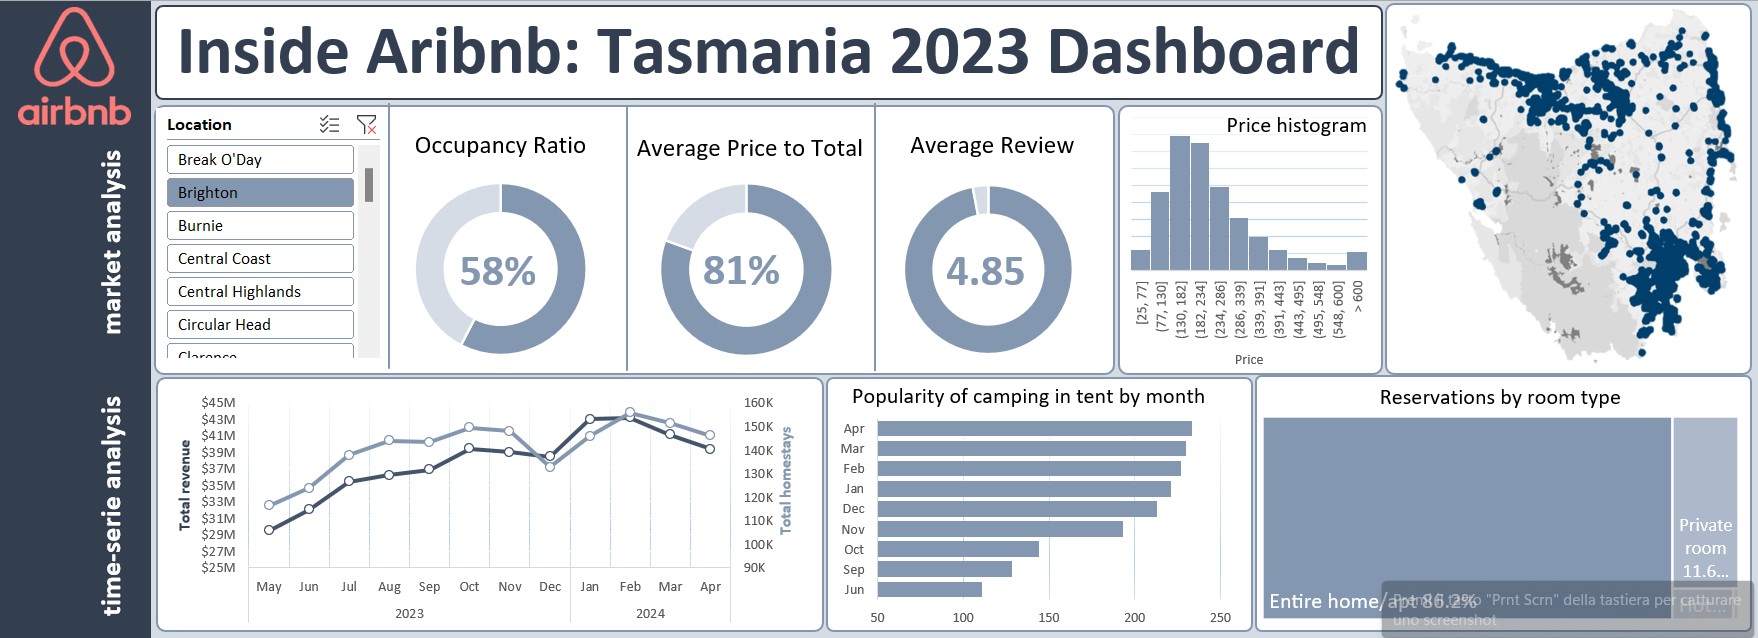 airbnb
market analysis
time-serie analysis
Inside Aribnb: Tasmania 2023 Dashboard
Location
Break O'Day
Brighton
Burnie
Central Coast
Central Highlands
Circular Head
Clarence
Occupancy Ratio
58%
Average Price to Total
81%
Average Review
4.85
Price histogram
[25, 77]
(77, 130]
(130, 182]
(182, 234]
(234, 286]
(286, 339]
(339, 391]
(391, 443]
(443, 495]
(495, 548]
(548, 600]
> 600
Price
Total revenue
$45M
$43M
$41M
$39M
$37M
$35M
$33M
$31M
$29M
$27M
$25M
160K
150K
140K
130K
120K
110K
100K
90K
Total homestays
May Jun Jul Aug Sep Oct Nov Dec Jan Feb Mar Apr
2023 2024
Popularity of camping in tent by month
Apr
Mar
Feb
Jan
Dec
Nov
Oct
Sep
Jun
50 100 150 200 250
Reservations by room type
Private
room
11.6...
Entire home/apt 86.2%
Hot...
"Prnt Scrn" della tastiera per catturare
uno screenshot